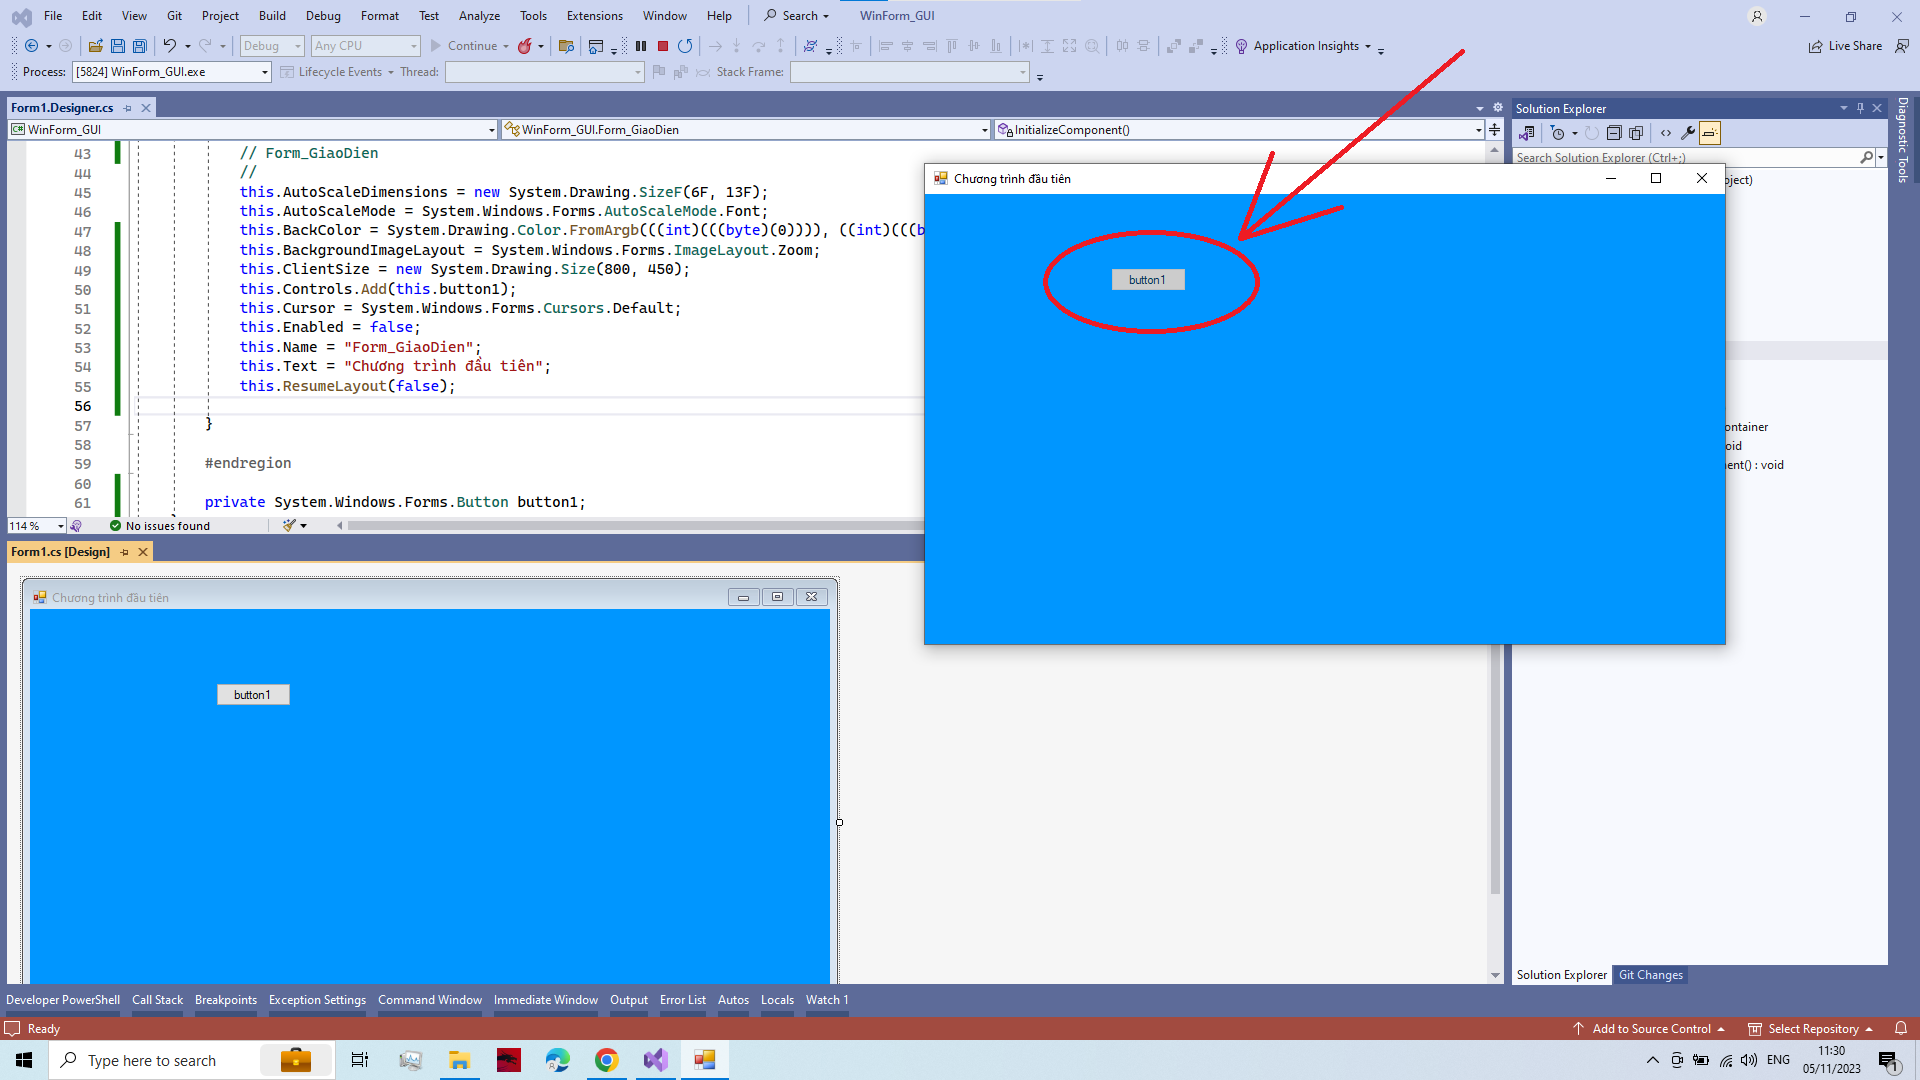 File Edit View Git Project Build Debug Format Test Analyze Tools Extensions Window Help Search WinForm_GUI
Debug Any CPU Continue Application Insights Live Share
Process: [5824] WinForm_GUI.exe Lifecycle Events Thread: Stack Frame:
Form1.Designer.cs
C# WinForm_GUI WinForm_GUI.Form_GiaoDien InitializeComponent()
43 // Form_GiaoDien
44 //
45 this.AutoScaleDimensions = new System.Drawing.SizeF(6F, 13F);
46 this.AutoScaleMode = System.Windows.Forms.AutoScaleMode.Font;
47 this.BackColor = System.Drawing.Color.FromArgb(((int)(((byte)(0)))), ((int)(((b
48 this.BackgroundImageLayout = System.Windows.Forms.ImageLayout.Zoom;
49 this.ClientSize = new System.Drawing.Size(800, 450);
50 this.Controls.Add(this.button1);
51 this.Cursor = System.Windows.Forms.Cursors.Default;
52 this.Enabled = false;
53 this.Name = "Form_GiaoDien";
54 this.Text = "Chương trình đầu tiên";
55 this.ResumeLayout(false);
56
57 }
58
59 #endregion
60
61 private System.Windows.Forms.Button button1;
114 % No issues found
Form1.cs [Design]
Chương trình đầu tiên
button1
Chương trình đầu tiên
button1
Solution Explorer
Search Solution Explorer (Ctrl+;)
oject)
ontainer
oid
ent() : void
Solution Explorer Git Changes
Diagnostic Tools
Developer PowerShell Call Stack Breakpoints Exception Settings Command Window Immediate Window Output Error List Autos Locals Watch 1
Ready Add to Source Control Select Repository
Type here to search ENG 11:30
05/11/2023
1